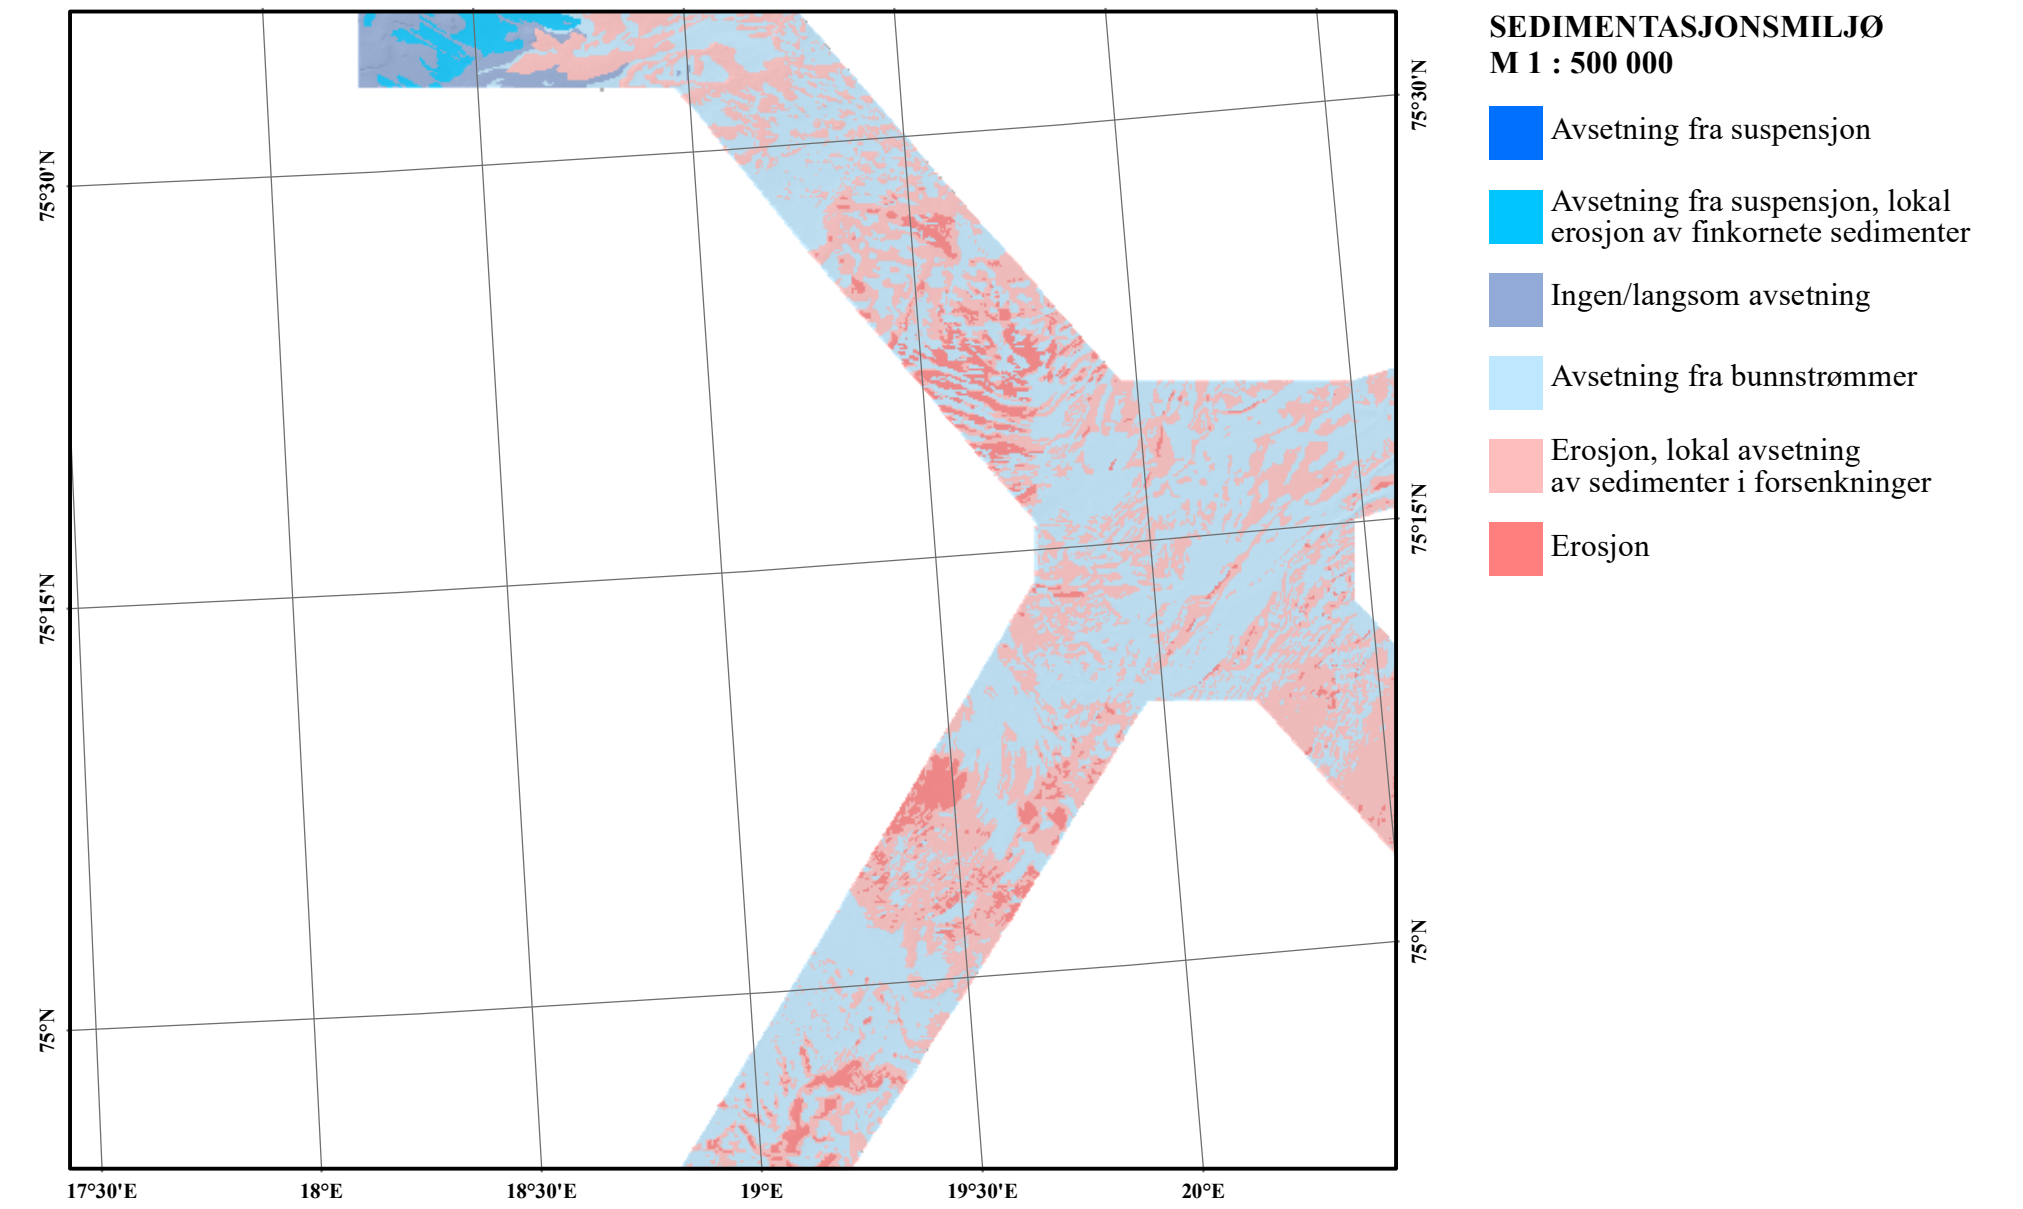 SEDIMENTASJONSMILJØ
M 1 : 500 000
Avsetning fra suspensjon
Avsetning fra suspensjon, lokal
erosjon av finkornete sedimenter
Ingen/langsom avsetning
Avsetning fra bunnstrømmer
Erosjon, lokal avsetning
av sedimenter i forsenkninger
Erosjon
75°30'N
75°15'N
75°N
75°30'N
75°15'N
75°N
17°30'E
18°E
18°30'E
19°E
19°30'E
20°E